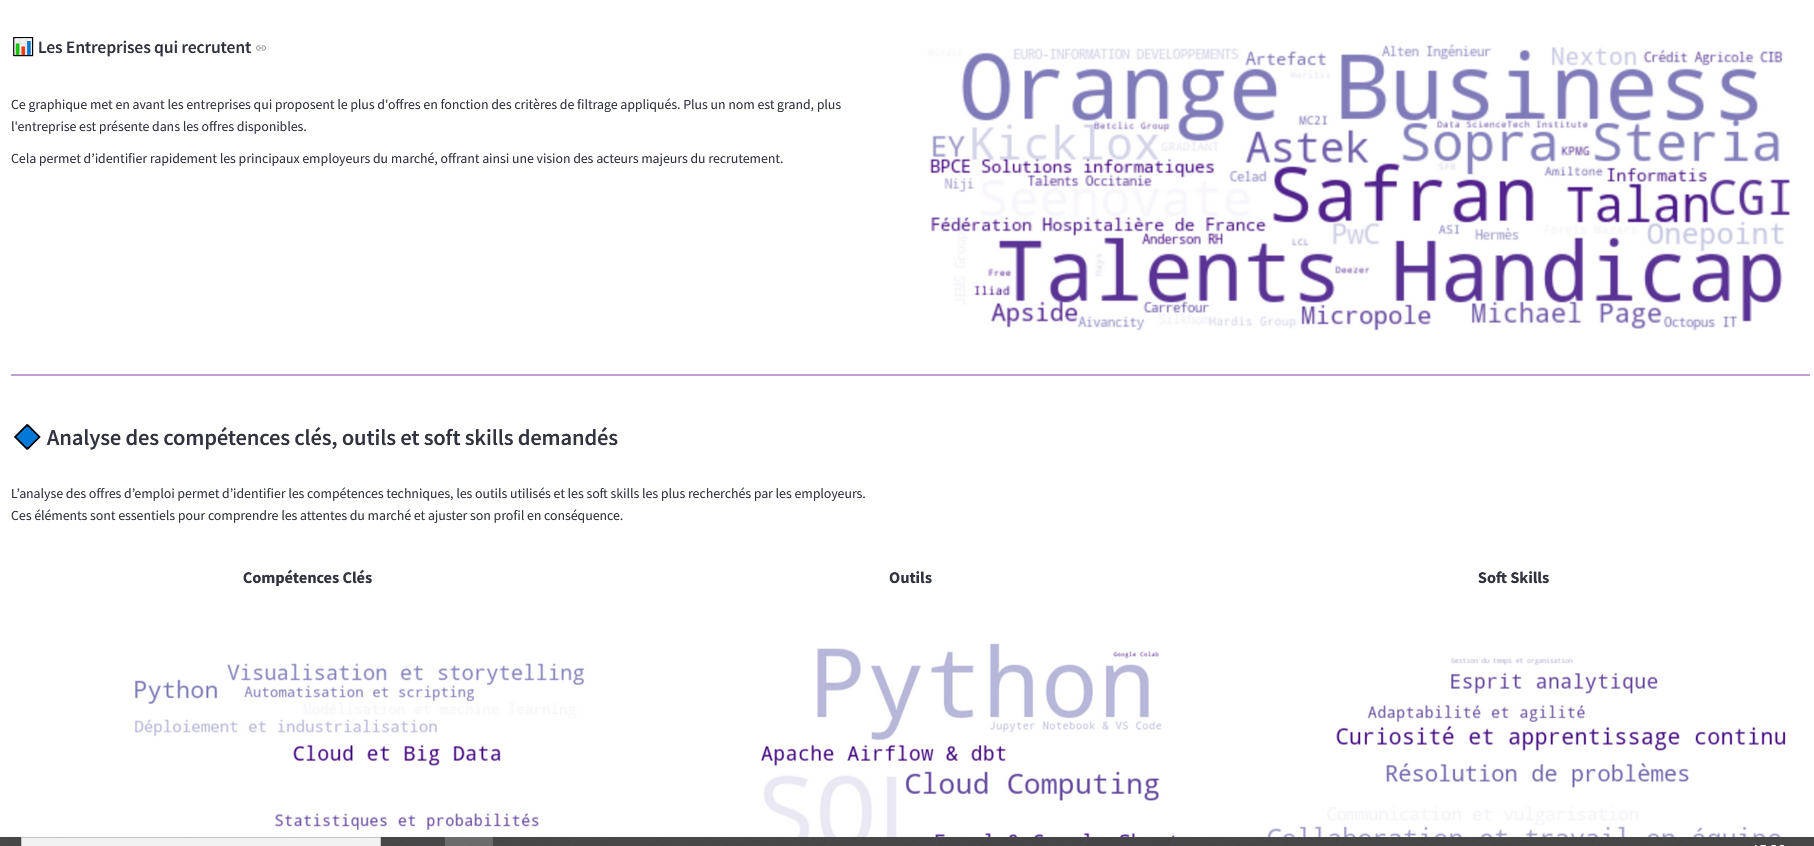 📊 Les Entreprises qui recrutent
Ce graphique met en avant les entreprises qui proposent le plus d'offres en fonction des critères de filtrage appliqués. Plus un nom est grand, plus
l'entreprise est présente dans les offres disponibles.
Cela permet d’identifier rapidement les principaux employeurs du marché, offrant ainsi une vision des acteurs majeurs du recrutement.
EURO-INFORMATION DEVELOPPEMENTS
Artefact
Alten Ingénieur
Nexton
Crédit Agricole CIB
Orange Business
Betclic Group
MC2I
Data ScienceTech Institute
EY
Kicklox
GRADIANT
Astek
Sopra Steria
KPMG
BPCE Solutions informatiques
SFR
Niji
Talents Occitanie
Celad
Amiltone
Informatis
Seenovate
Safran
Talan
CGI
Fédération Hospitalière de France
Anderson RH
LCL
PwC
ASI
Hermès
Forvis Mazars
Onepoint
JEMS Group
Hays
Talents Handicap
Free
Deezer
Iliad
Apside
Aivancity
Carrefour
Hardis Group
Micropole
Michael Page
Octopus IT
🔷 Analyse des compétences clés, outils et soft skills demandés
L’analyse des offres d’emploi permet d’identifier les compétences techniques, les outils utilisés et les soft skills les plus recherchés par les employeurs.
Ces éléments sont essentiels pour comprendre les attentes du marché et ajuster son profil en conséquence.
Compétences Clés
Visualisation et storytelling
Python
Automatisation et scripting
Modélisation et machine learning
Déploiement et industrialisation
Cloud et Big Data
Statistiques et probabilités
Outils
Google Colab
Python
Jupyter Notebook & VS Code
Apache Airflow & dbt
SQL
Cloud Computing
Soft Skills
Gestion du temps et organisation
Esprit analytique
Adaptabilité et agilité
Curiosité et apprentissage continu
Résolution de problèmes
Communication et vulgarisation
Collaboration et travail en équipe